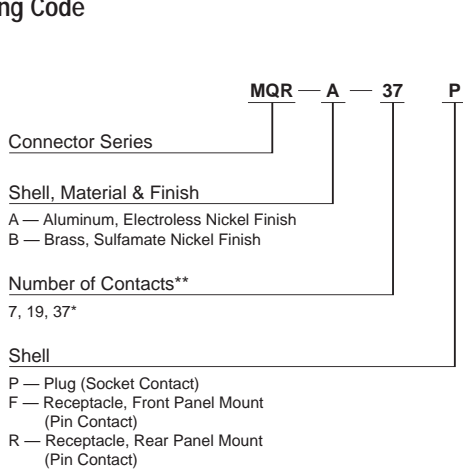 ng Code
MQR — A — 37 P
Connector Series
Shell, Material & Finish
A — Aluminum, Electroless Nickel Finish
B — Brass, Sulfamate Nickel Finish
Number of Contacts**
7, 19, 37*
Shell
P — Plug (Socket Contact)
F — Receptacle, Front Panel Mount
(Pin Contact)
R — Receptacle, Rear Panel Mount
(Pin Contact)